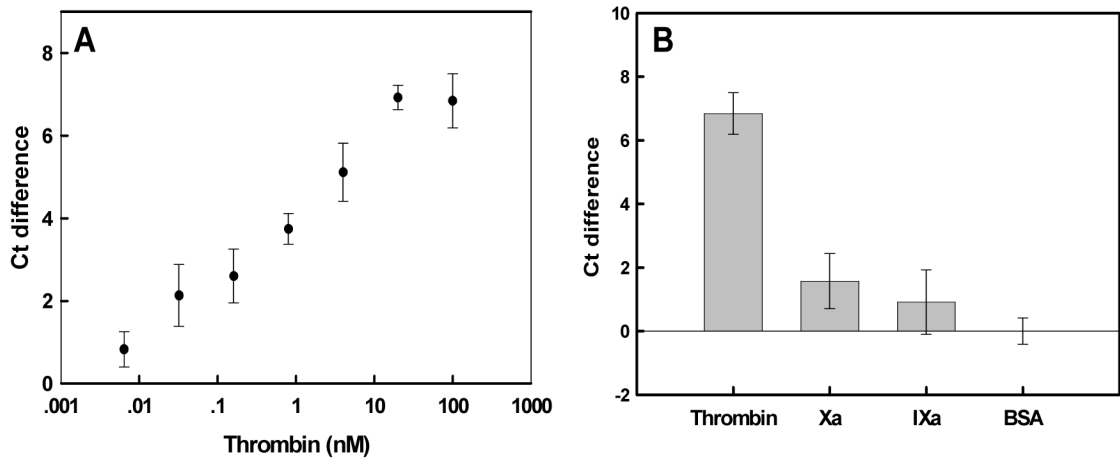 A
Ct difference
8
6
4
2
0
.001 .01 .1 1 10 100 1000
Thrombin (nM)
B
Ct difference
10
8
6
4
2
0
-2
Thrombin Xa IXa BSA